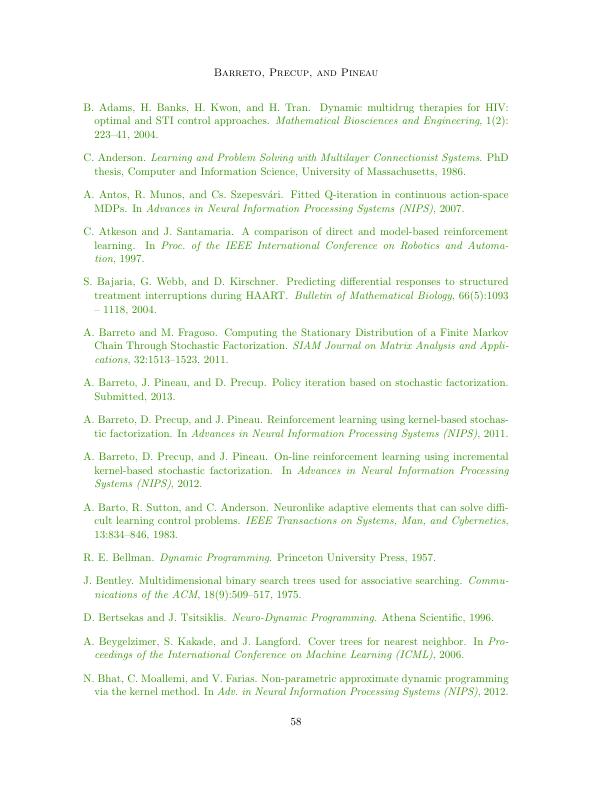 Barreto, Precup, and Pineau
B. Adams, H. Banks, H. Kwon, and H. Tran. Dynamic multidrug therapies for HIV:
optimal and STI control approaches. Mathematical Biosciences and Engineering, 1(2):
223–41, 2004.
C. Anderson. Learning and Problem Solving with Multilayer Connectionist Systems. PhD
thesis, Computer and Information Science, University of Massachusetts, 1986.
A. Antos, R. Munos, and Cs. Szepesvári. Fitted Q-iteration in continuous action-space
MDPs. In Advances in Neural Information Processing Systems (NIPS), 2007.
C. Atkeson and J. Santamaria. A comparison of direct and model-based reinforcement
learning. In Proc. of the IEEE International Conference on Robotics and Automa-
tion, 1997.
S. Bajaria, G. Webb, and D. Kirschner. Predicting differential responses to structured
treatment interruptions during HAART. Bulletin of Mathematical Biology, 66(5):1093
– 1118, 2004.
A. Barreto and M. Fragoso. Computing the Stationary Distribution of a Finite Markov
Chain Through Stochastic Factorization. SIAM Journal on Matrix Analysis and Appli-
cations, 32:1513–1523, 2011.
A. Barreto, J. Pineau, and D. Precup. Policy iteration based on stochastic factorization.
Submitted, 2013.
A. Barreto, D. Precup, and J. Pineau. Reinforcement learning using kernel-based stochas-
tic factorization. In Advances in Neural Information Processing Systems (NIPS), 2011.
A. Barreto, D. Precup, and J. Pineau. On-line reinforcement learning using incremental
kernel-based stochastic factorization. In Advances in Neural Information Processing
Systems (NIPS), 2012.
A. Barto, R. Sutton, and C. Anderson. Neuronlike adaptive elements that can solve diffi-
cult learning control problems. IEEE Transactions on Systems, Man, and Cybernetics,
13:834–846, 1983.
R. E. Bellman. Dynamic Programming. Princeton University Press, 1957.
J. Bentley. Multidimensional binary search trees used for associative searching. Commu-
nications of the ACM, 18(9):509–517, 1975.
D. Bertsekas and J. Tsitsiklis. Neuro-Dynamic Programming. Athena Scientific, 1996.
A. Beygelzimer, S. Kakade, and J. Langford. Cover trees for nearest neighbor. In Pro-
ceedings of the International Conference on Machine Learning (ICML), 2006.
N. Bhat, C. Moallemi, and V. Farias. Non-parametric approximate dynamic programming
via the kernel method. In Adv. in Neural Information Processing Systems (NIPS), 2012.
58